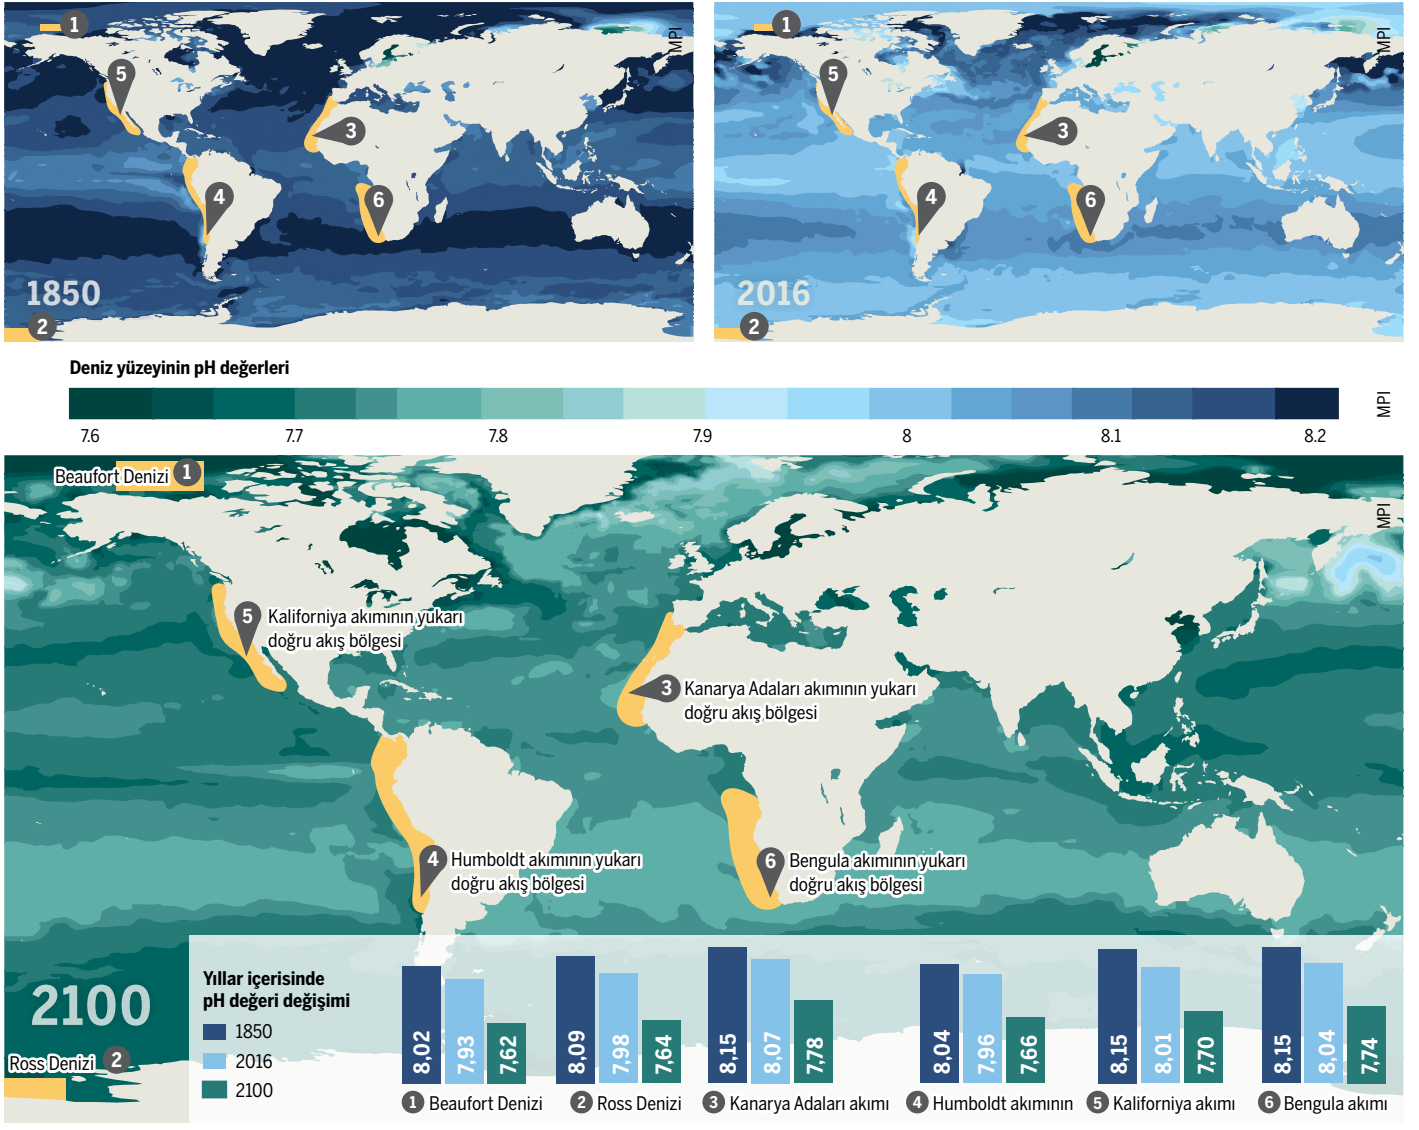 1
5
3
4
6
1850
2
MPI
1
5
3
4
6
2016
2
MPI
Deniz yüzeyinin pH değerleri
7.6 7.7 7.8 7.9 8 8.1 8.2
MPI
Beaufort Denizi 1
MPI
5 Kaliforniya akımının yukarı
doğru akış bölgesi
3 Kanarya Adaları akımının yukarı
doğru akış bölgesi
4 Humboldt akımının yukarı
doğru akış bölgesi
6 Bengula akımının yukarı
doğru akış bölgesi
2100
Ross Denizi 2
Yıllar içerisinde
pH değeri değişimi
1850
2016
2100
8,02 7,93 7,62
8,09 7,98 7,64
8,15 8,07 7,78
8,04 7,96 7,66
8,15 8,01 7,70
8,15 8,04 7,74
1 Beaufort Denizi
2 Ross Denizi
3 Kanarya Adaları akımı
4 Humboldt akımının
5 Kaliforniya akımı
6 Bengula akımı